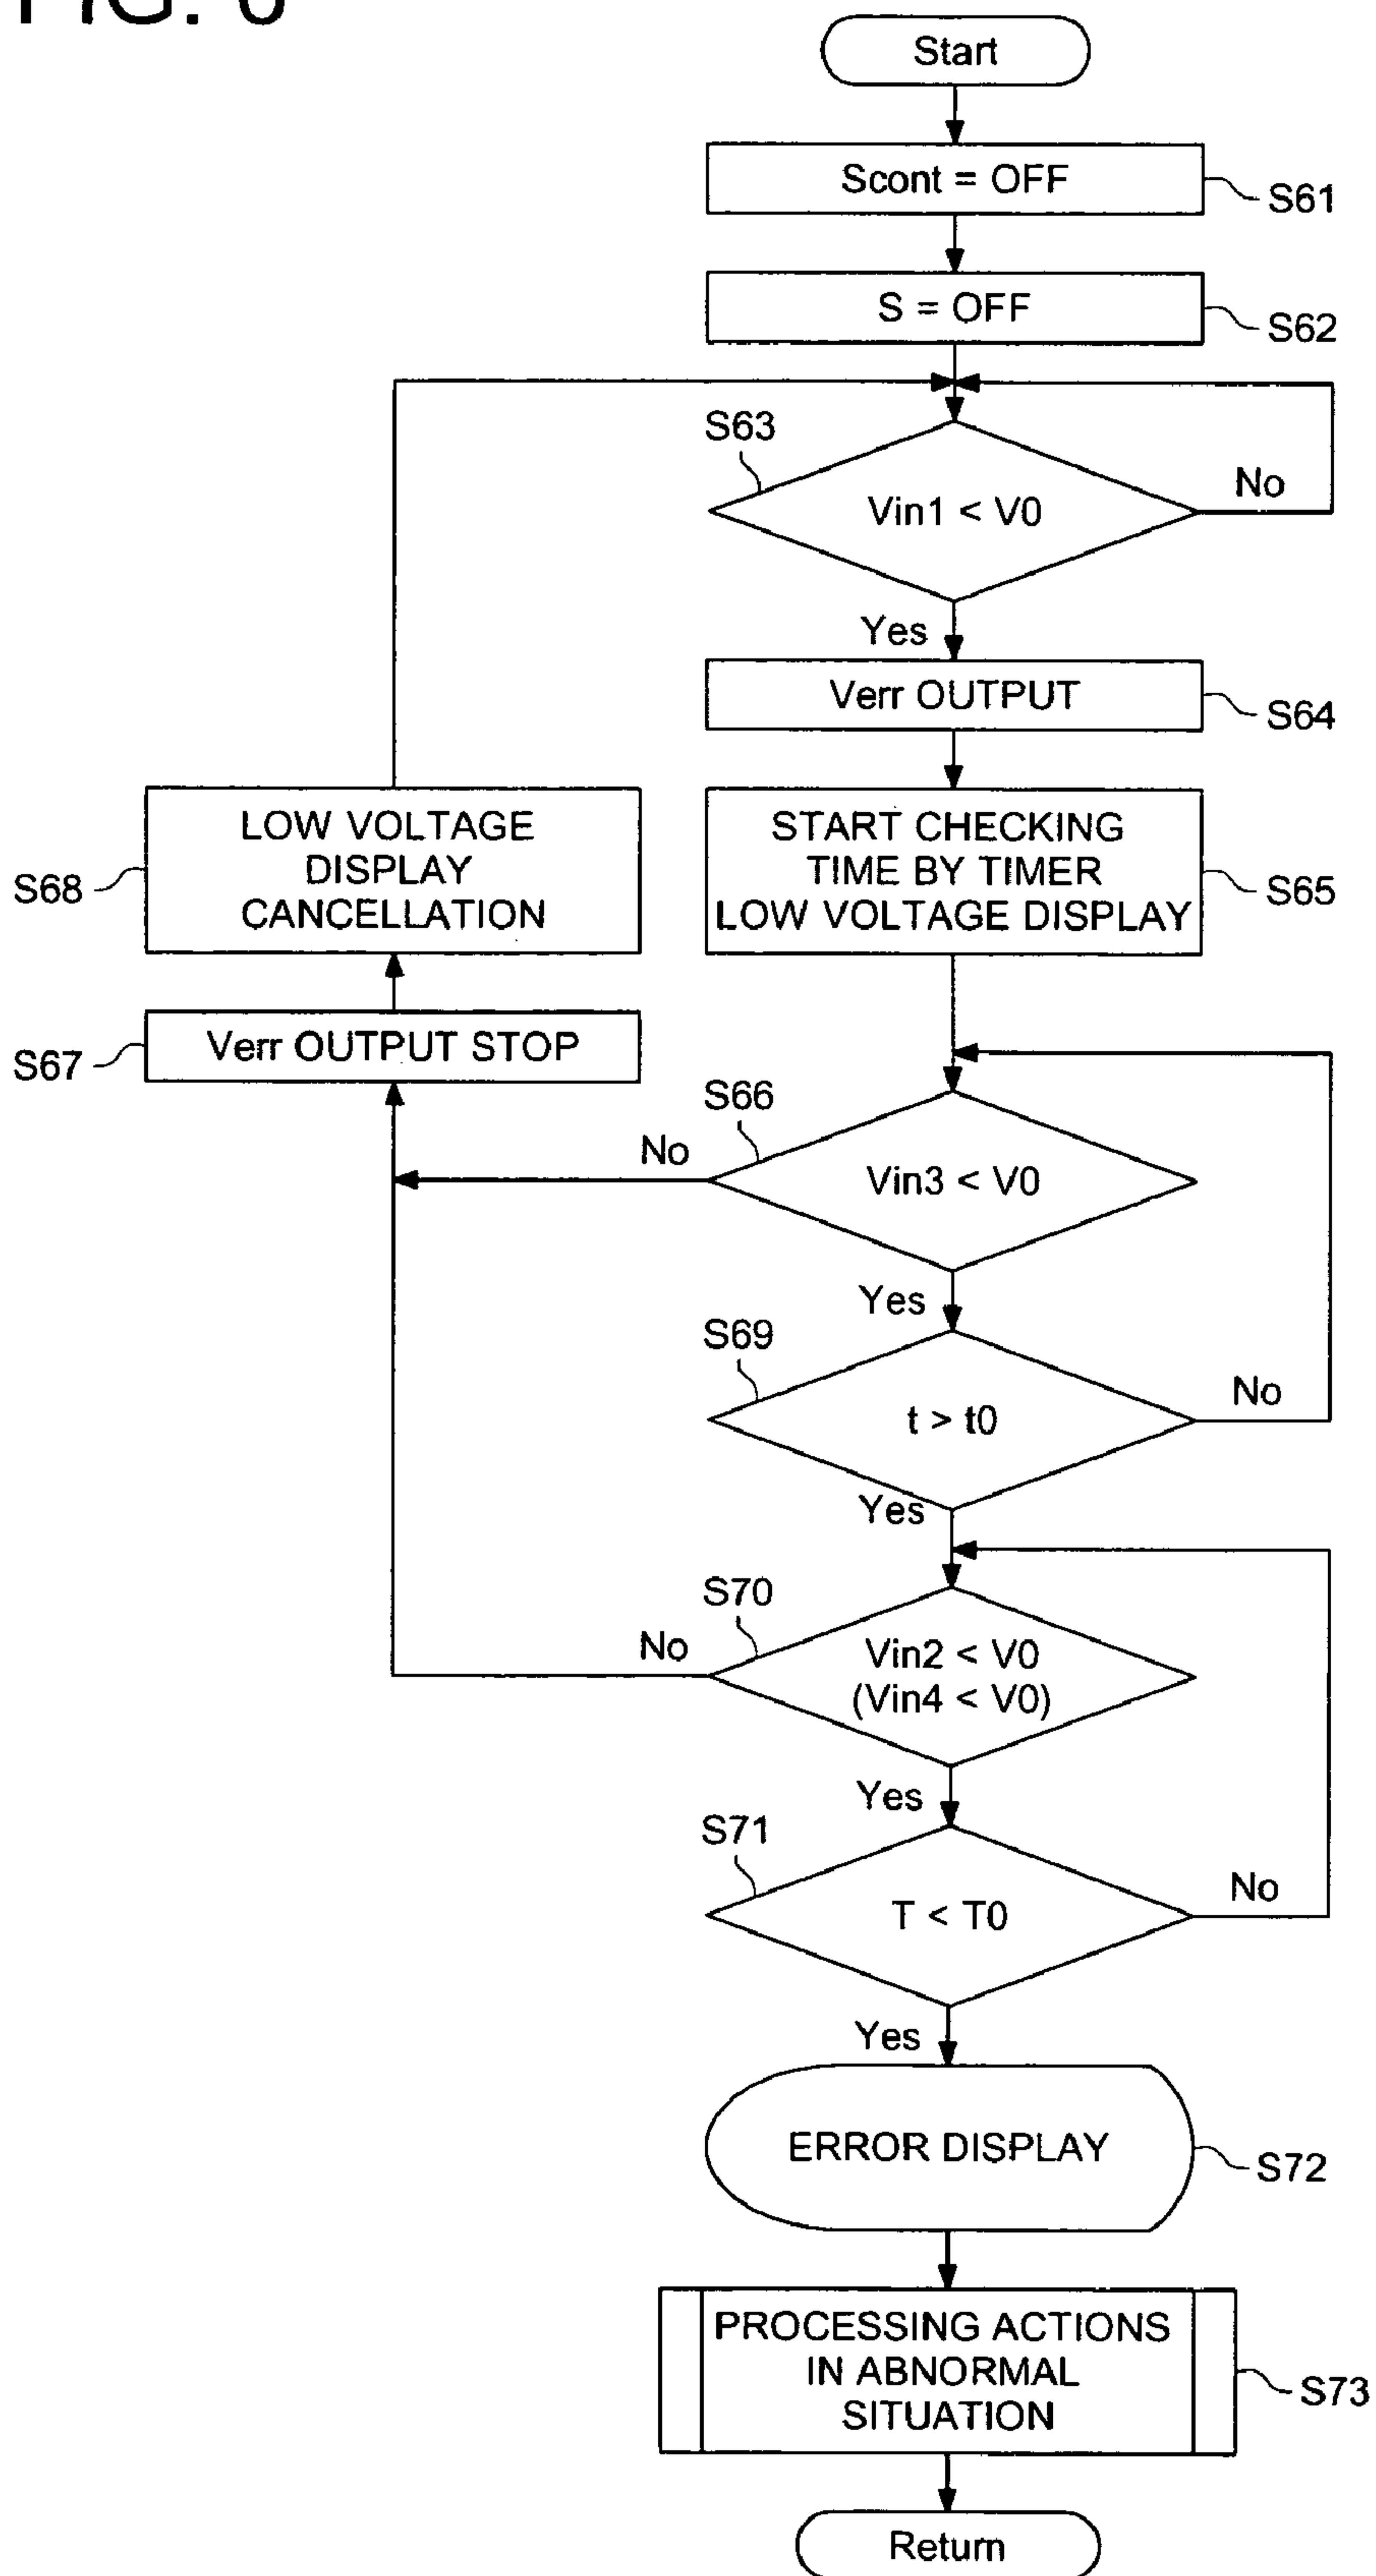 FIG. 6
Start
Scont = OFF
S61
S = OFF
S62
S63
Vin1 < V0
No
Yes
Verr OUTPUT
S64
START CHECKING
TIME BY TIMER
LOW VOLTAGE DISPLAY
S65
LOW VOLTAGE
DISPLAY
CANCELLATION
S68
Verr OUTPUT STOP
S67
S66
No
Vin3 < V0
Yes
S69
t > t0
No
Yes
S70
No
Vin2 < V0
(Vin4 < V0)
Yes
S71
T < T0
No
Yes
ERROR DISPLAY
S72
PROCESSING ACTIONS
IN ABNORMAL
SITUATION
S73
Return